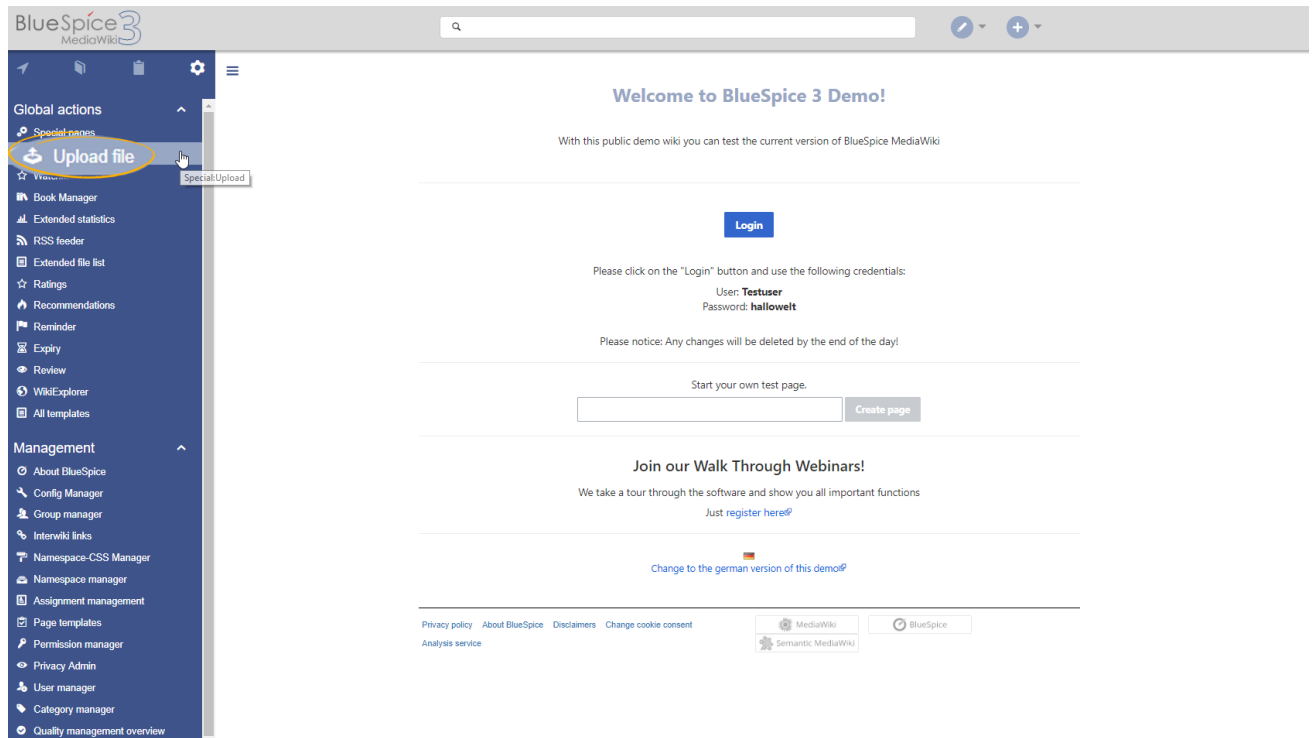 BlueSpice 3
MediaWiki
Global actions
Special pages
Upload file
Special:Upload
Book Manager
Extended statistics
RSS feeder
Extended file list
Ratings
Recommendations
Reminder
Expiry
Review
WikiExplorer
All templates
Management
About BlueSpice
Config Manager
Group manager
Interwiki links
Namespace-CSS Manager
Namespace manager
Assignment management
Page templates
Permission manager
Privacy Admin
User manager
Category manager
Quality management overview
Welcome to BlueSpice 3 Demo!
With this public demo wiki you can test the current version of BlueSpice MediaWiki
Login
Please click on the "Login" button and use the following credentials:
User: Testuser
Password: hallowelt
Please notice: Any changes will be deleted by the end of the day!
Start your own test page.
Create page
Join our Walk Through Webinars!
We take a tour through the software and show you all important functions
Just register here
Change to the german version of this demo
Privacy policy About BlueSpice Disclaimers Change cookie consent
Analysis service
MediaWiki
BlueSpice
Semantic MediaWiki